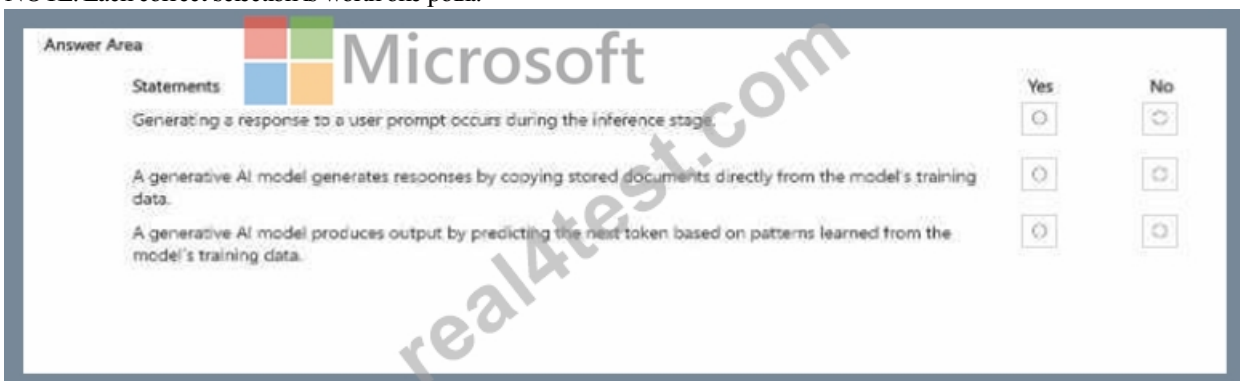 NOTE: Each correct selection is worth one point.
Answer Area
Microsoft
Statements
Yes
No
Generating a response to a user prompt occurs during the inference stage.
A generative AI model generates responses by copying stored documents directly from the model's training
data.
A generative AI model produces output by predicting the next token based on patterns learned from the
model's training data.
real4test.com